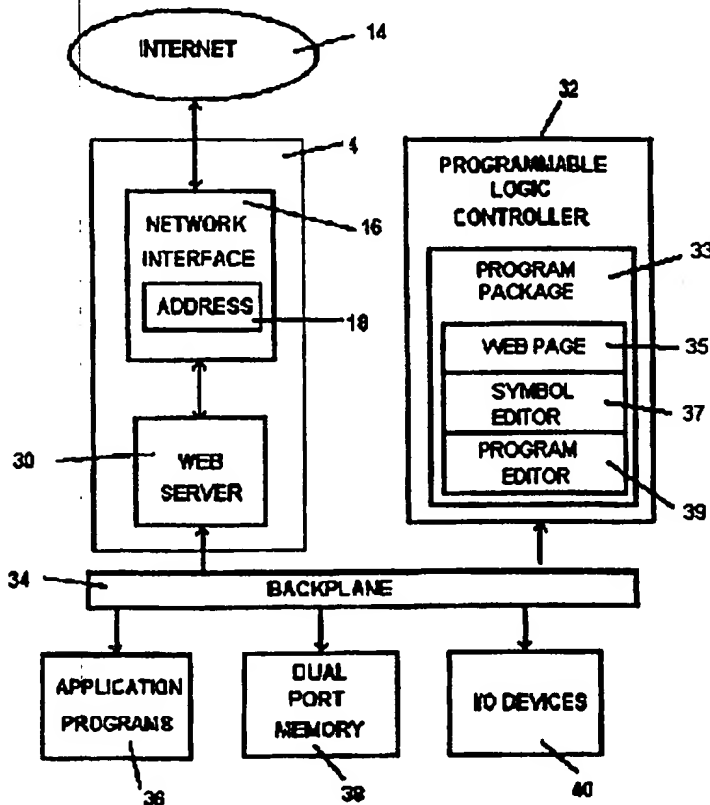 INTERNET
14
4
NETWORK
INTERFACE
16
ADDRESS
18
30
WEB
SERVER
32
PROGRAMMABLE
LOGIC
CONTROLLER
PROGRAM
PACKAGE
33
WEB PAGE
35
SYMBOL
EDITOR
37
PROGRAM
EDITOR
39
34
BACKPLANE
APPLICATION
PROGRAMS
36
DUAL
PORT
MEMORY
38
I/O DEVICES
40